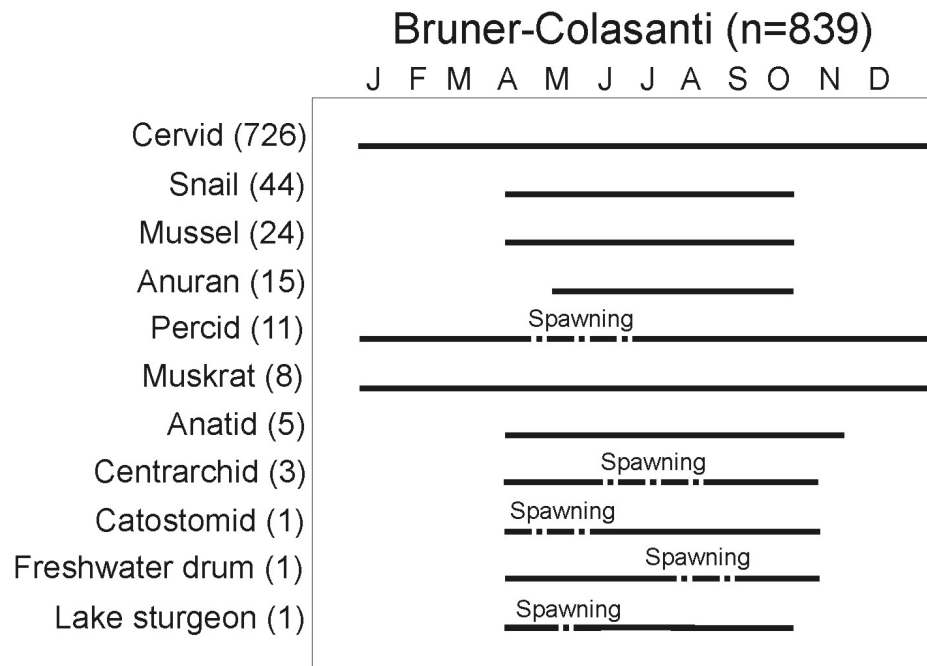 Bruner-Colasanti (n=839)
J F M A M J J A S O N D
Cervid (726)
Snail (44)
Mussel (24)
Anuran (15)
Spawning
Percid (11)
Muskrat (8)
Anatid (5)
Spawning
Centrarchid (3)
Spawning
Catostomid (1)
Spawning
Freshwater drum (1)
Spawning
Lake sturgeon (1)